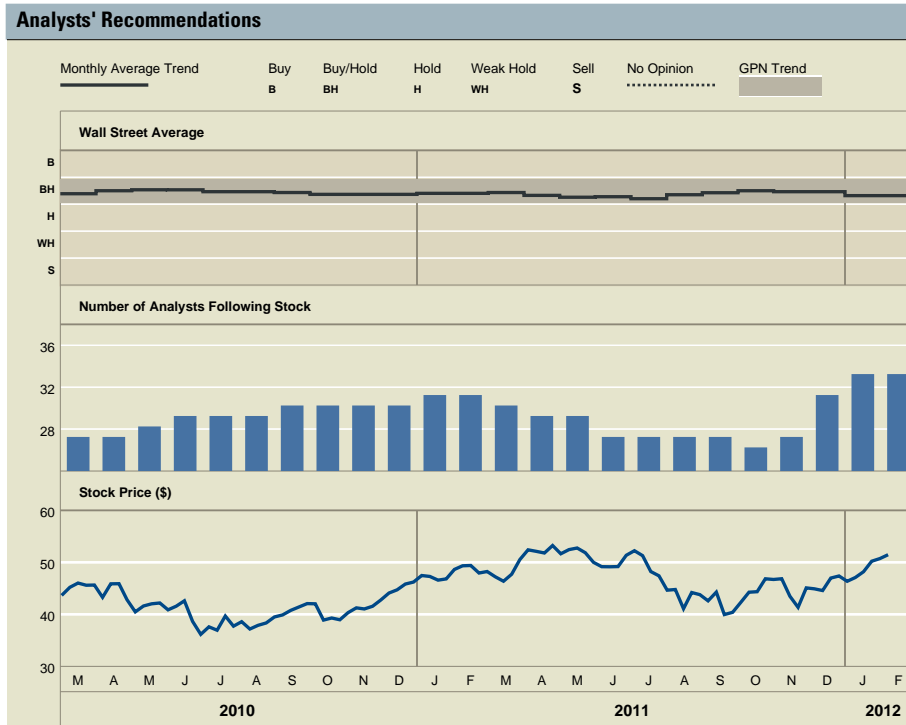 Analysts' Recommendations
Monthly Average Trend Buy Buy/Hold Hold Weak Hold Sell No Opinion GPN Trend
B BH H WH S
Wall Street Average
B
BH
H
WH
S
Number of Analysts Following Stock
36
32
28
Stock Price ($)
60
50
40
30
M A M J J A S O N D J F M A M J J A S O N D J F
2010 2011 2012